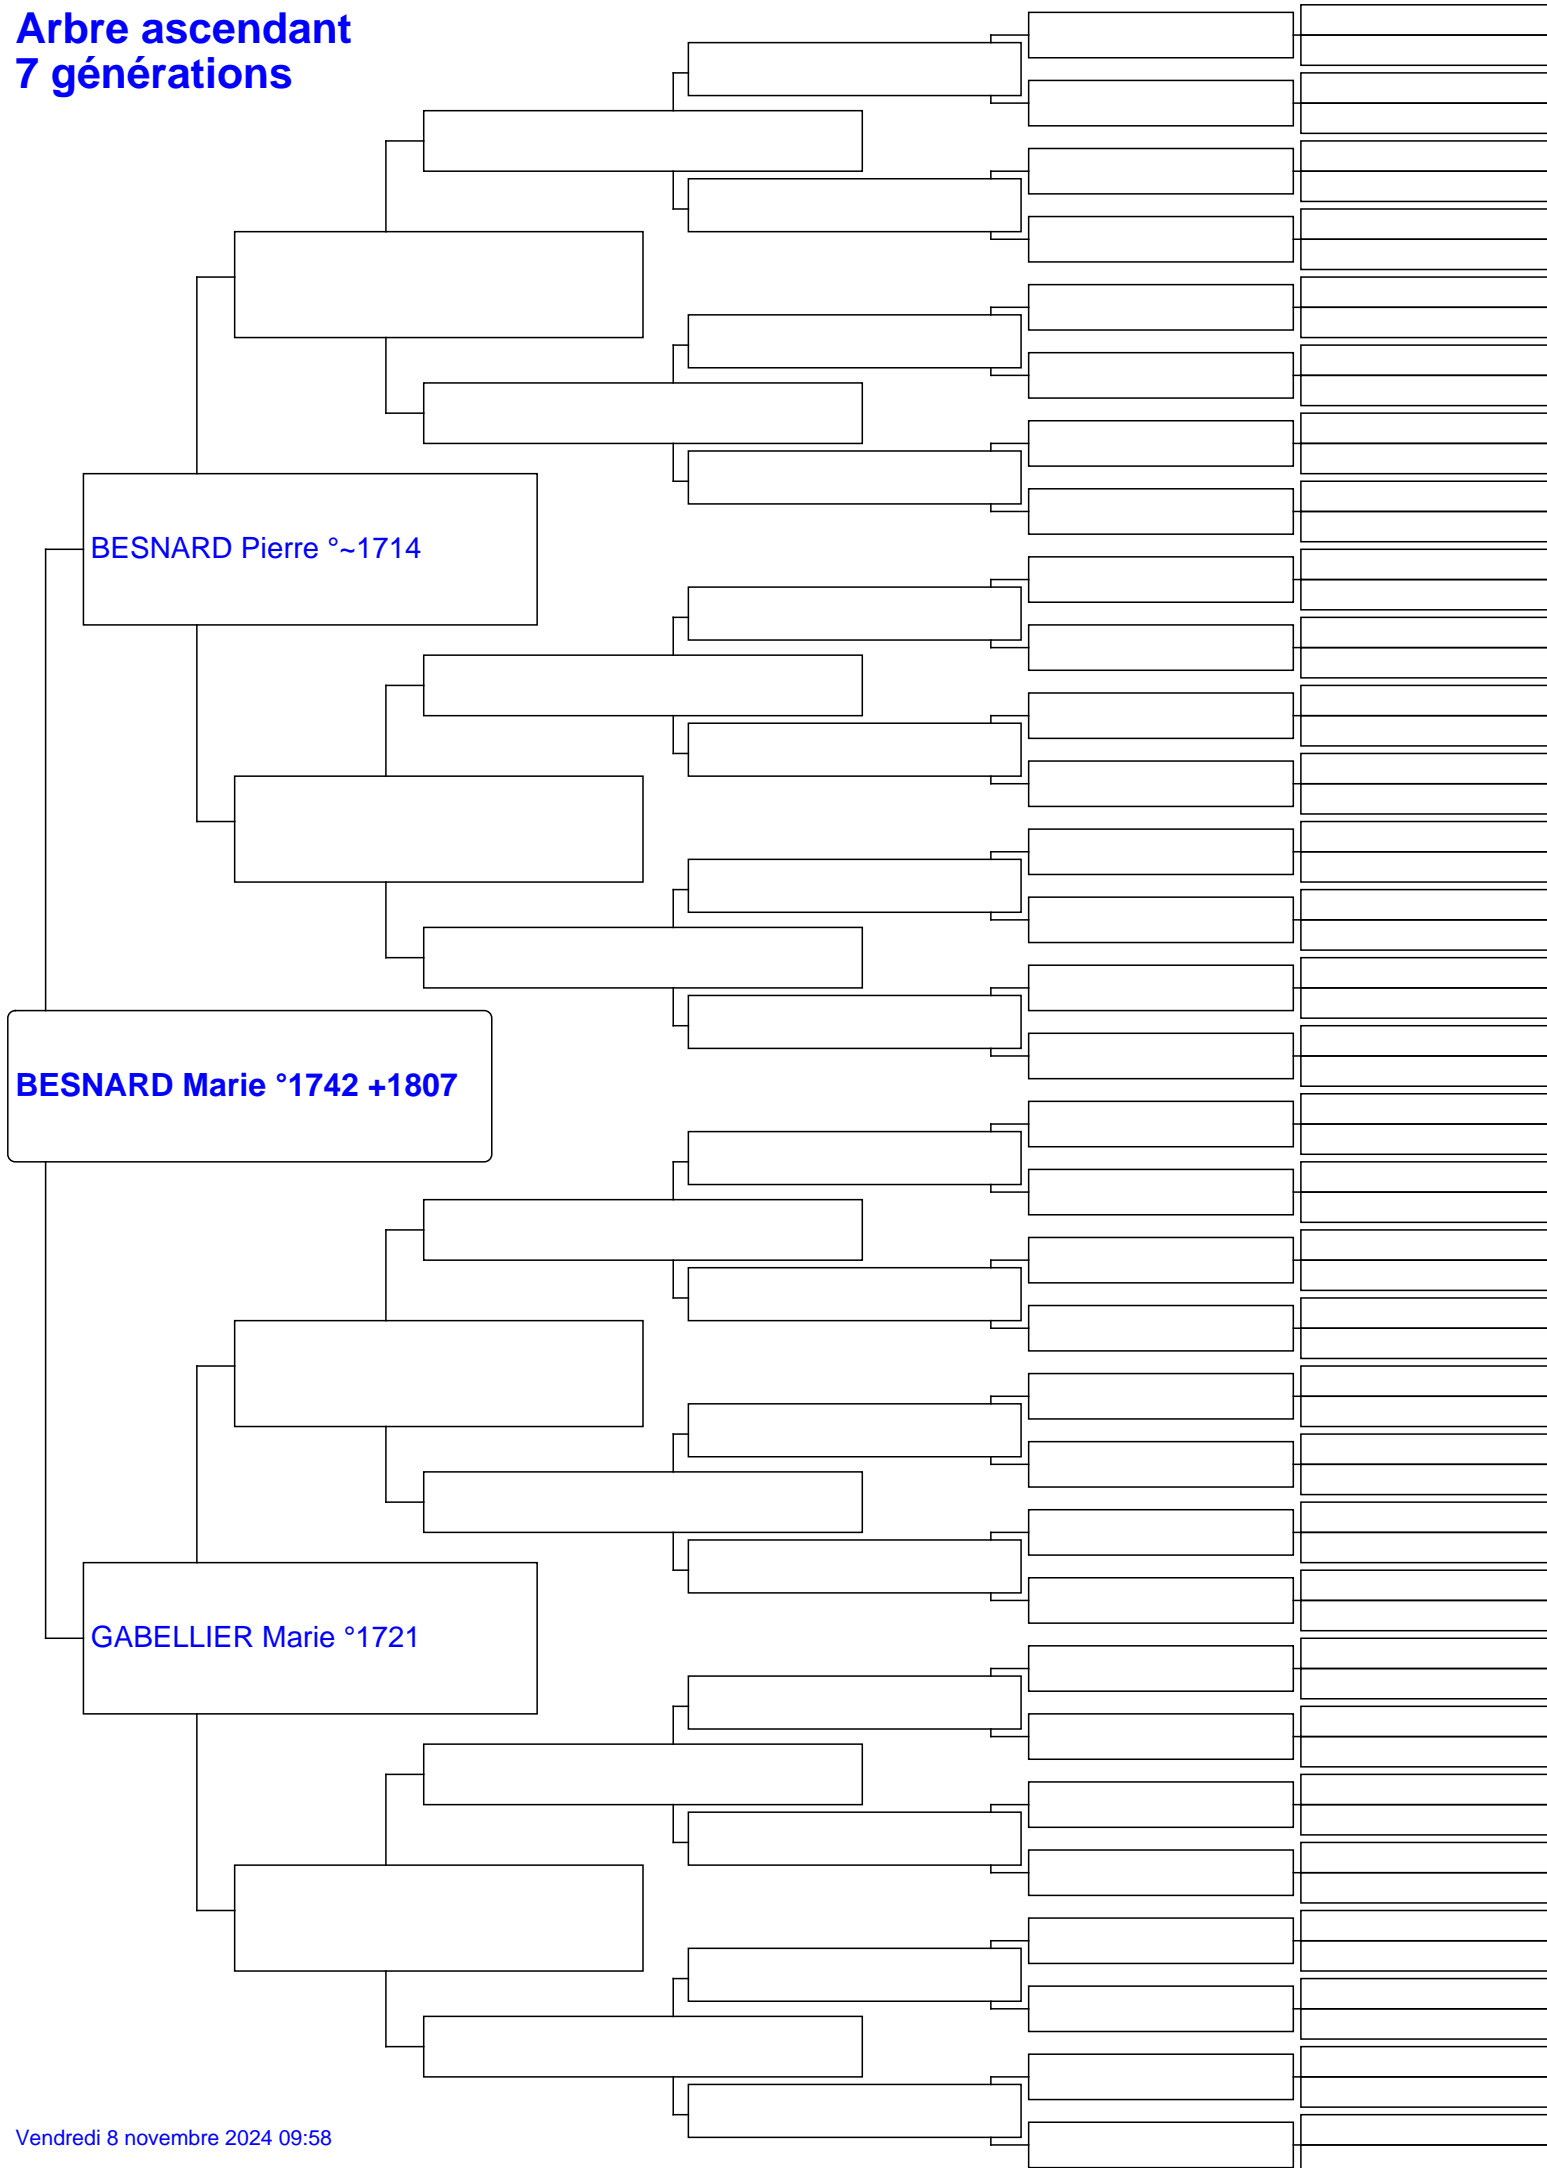 Arbre ascendant
7 générations
BESNARD Pierre °~1714
BESNARD Marie °1742 +1807
GABELLIER Marie °1721
Vendredi 8 novembre 2024 09:58